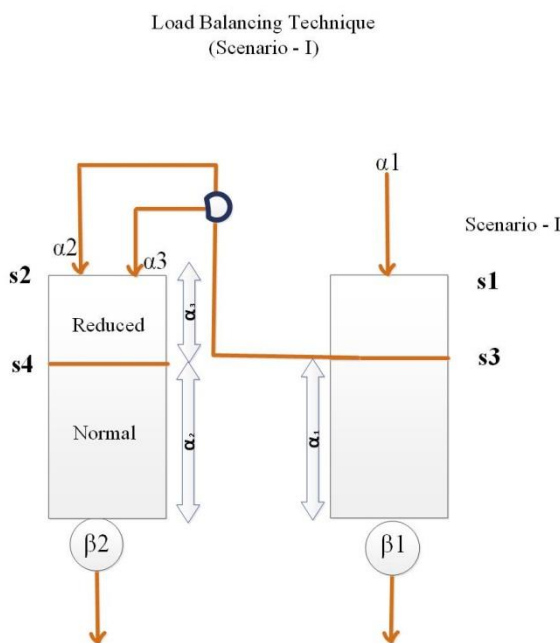 Load Balancing Technique
(Scenario - I)
α1
Scenario - I
α2
α3
s2
s1
Reduced
α₃
s4
s3
Normal
α₂
α₁
β2
β1